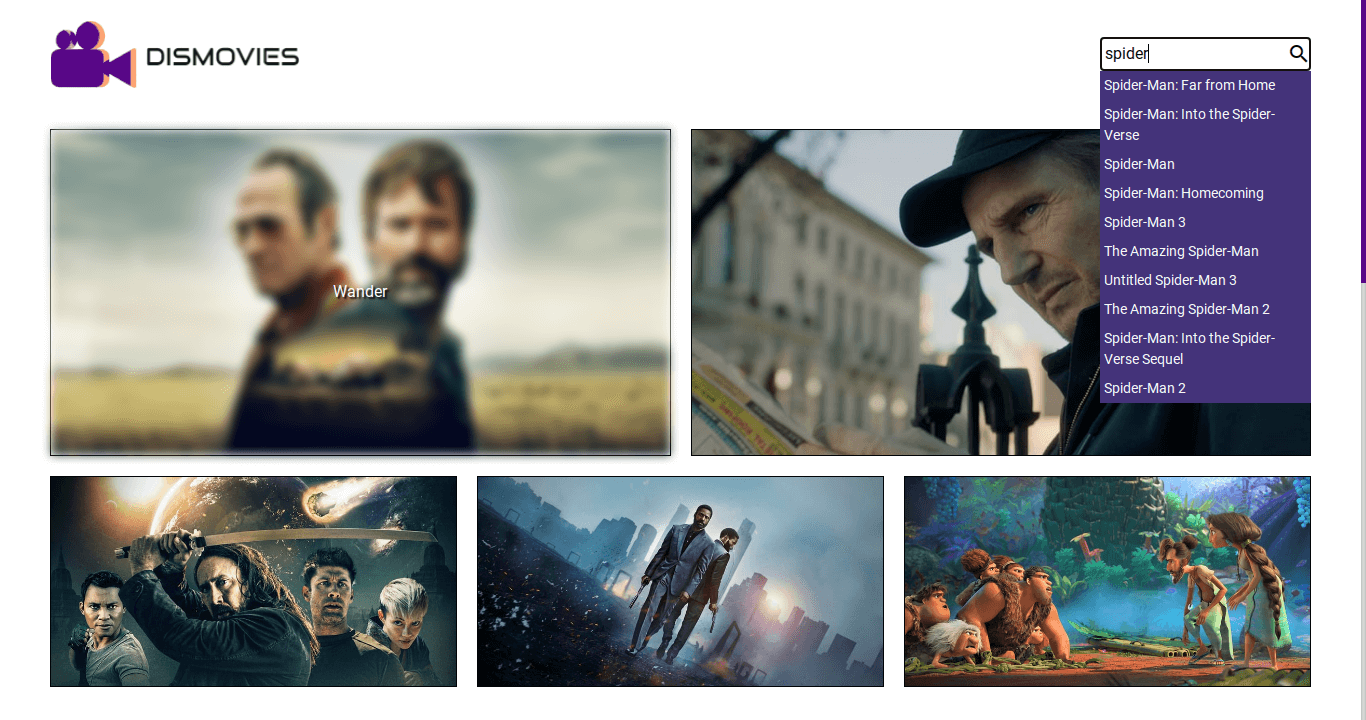 DISMOVIES
spider
Spider-Man: Far from Home
Spider-Man: Into the Spider-
Verse
Spider-Man
Spider-Man: Homecoming
Spider-Man 3
The Amazing Spider-Man
Untitled Spider-Man 3
The Amazing Spider-Man 2
Spider-Man: Into the Spider-
Verse Sequel
Spider-Man 2
Wander